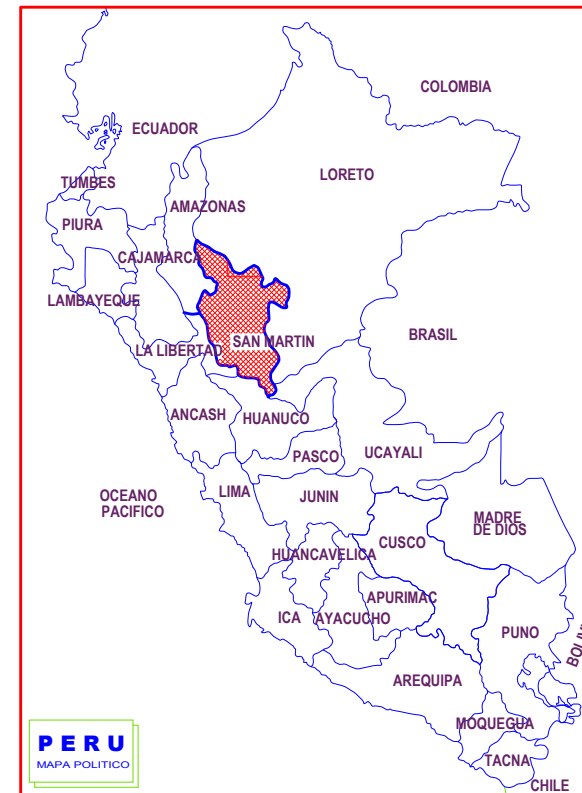 COLOMBIA
ECUADOR
LORETO
TUMBES
AMAZONAS
PIURA
CAJAMARCA
LAMBAYEQUE
BRASIL
SAN MARTIN
LA LIBERTAD
ANCASH
HUANUCO
PASCO
UCAYALI
OCEANO
PACIFICO
LIMA
JUNIN
MADRE
DE DIOS
CUSCO
HUANCAVELICA
APURIMAC
ICA
AYACUCHO
PUNO
BOLIV
AREQUIPA
MOQUEGUA
TACNA
CHILE
PERU
MAPA POLITICO